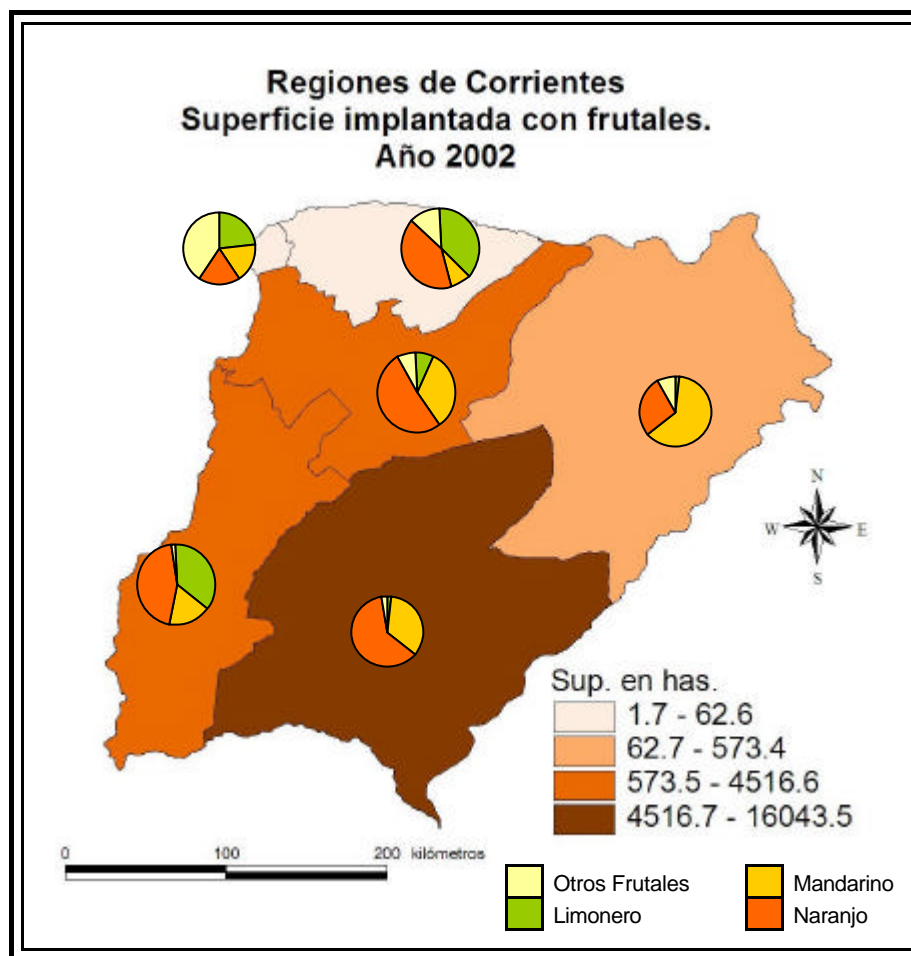 Regiones de Corrientes
Superficie implantada con frutales.
Año 2002
N
W E
S
Sup. en has.
1.7 - 62.6
62.7 - 573.4
573.5 - 4516.6
4516.7 - 16043.5
0 100 200 kilómetros
Otros Frutales Mandarino
Limonero Naranjo